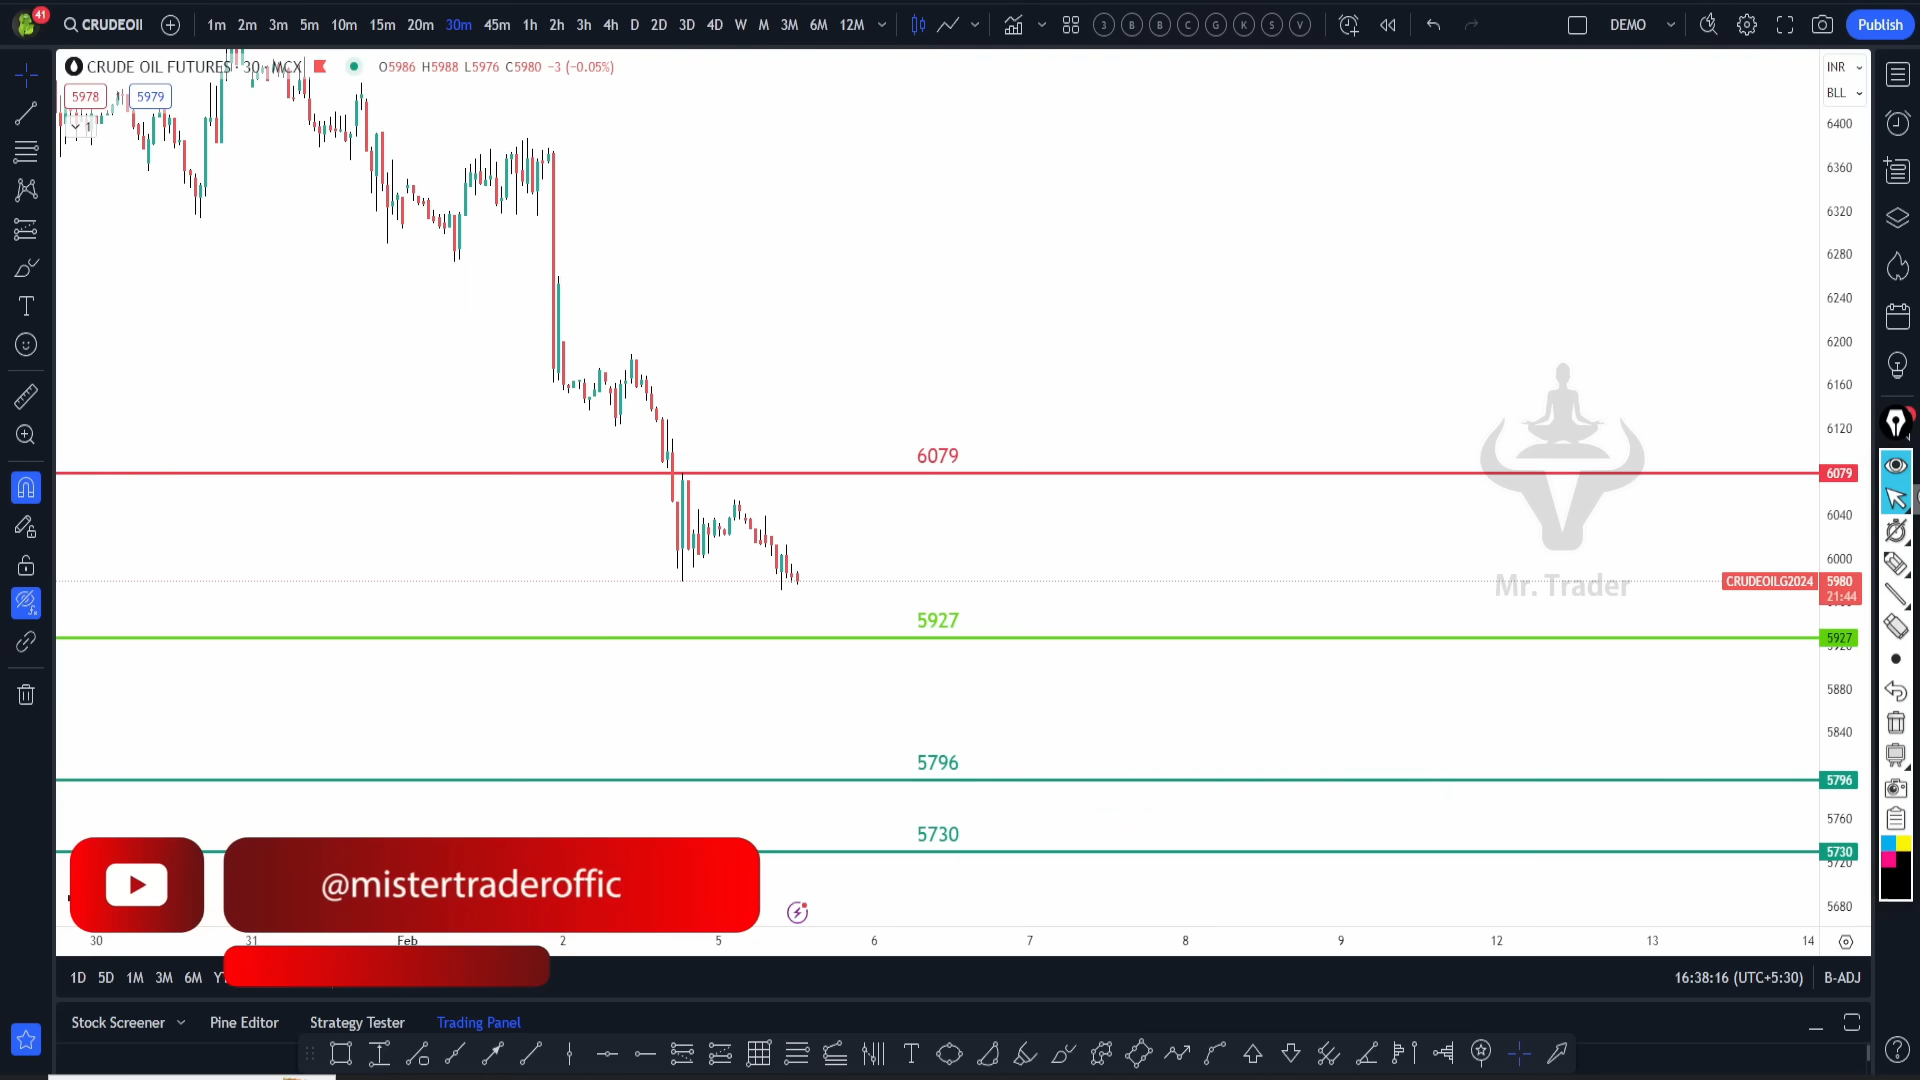 41
CRUDEOIl
1m 2m 3m 5m 10m 15m 20m 30m 45m 1h 2h 3h 4h D 2D 3D 4D W M 3M 6M 12M
3 B B C G K S V
DEMO
Publish
CRUDE OIL FUTURES · 30 · MCX
O5986 H5988 L5976 C5980 −3 (−0.05%)
INR
5978
5979
BLL
1
6400
6360
6320
6280
6240
6200
6160
6120
6079
6079
6040
6000
Mr. Trader
CRUDEOILG2024 5980
21:44
5927
5927
5880
5840
5796
5796
5760
5730
5730
5720
@mistertraderoffic
5680
30 31 Feb 2 5 6 7 8 9 12 13 14
1D 5D 1M 3M 6M
16:38:16 (UTC+5:30)
B-ADJ
Stock Screener
Pine Editor
Strategy Tester
Trading Panel